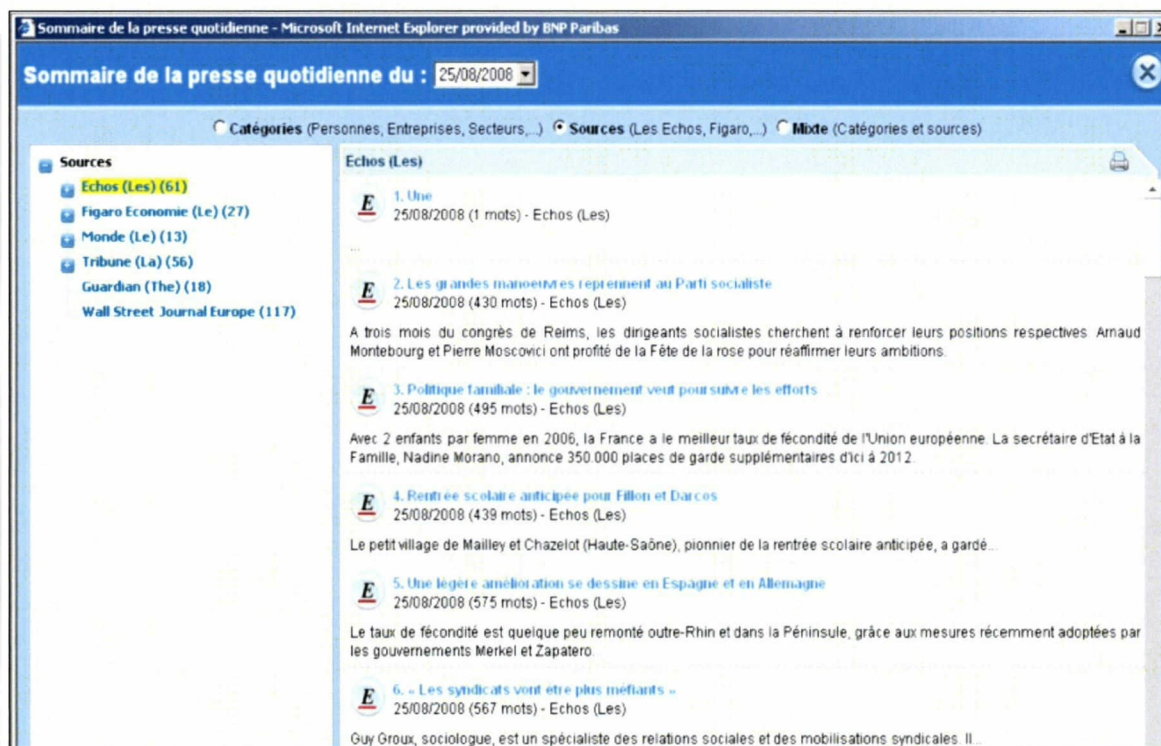 Sommaire de la presse quotidienne - Microsoft Internet Explorer provided by BNP Paribas
Sommaire de la presse quotidienne du : 25/08/2008
Catégories (Personnes, Entreprises, Secteurs,...) Sources (Les Echos, Figaro,...) Mixte (Catégories et sources)
Sources
Echos (Les) (61)
Figaro Economie (Le) (27)
Monde (Le) (13)
Tribune (La) (56)
Guardian (The) (18)
Wall Street Journal Europe (117)
Echos (Les)
E
1. Une
25/08/2008 (1 mots) - Echos (Les)
...
E
2. Les grandes manoeuvres reprennent au Parti socialiste
25/08/2008 (430 mots) - Echos (Les)
A trois mois du congrès de Reims, les dirigeants socialistes cherchent à renforcer leurs positions respectives. Arnaud
Montebourg et Pierre Moscovici ont profité de la Fête de la rose pour réaffirmer leurs ambitions.
E
3. Politique familiale : le gouvernement veut poursuivre les efforts
25/08/2008 (495 mots) - Echos (Les)
Avec 2 enfants par femme en 2006, la France a le meilleur taux de fécondité de l'Union européenne. La secrétaire d'Etat à la
Famille, Nadine Morano, annonce 350.000 places de garde supplémentaires d'ici à 2012.
E
4. Rentrée scolaire anticipée pour Fillon et Darcos
25/08/2008 (439 mots) - Echos (Les)
Le petit village de Mailley et Chazelot (Haute-Saône), pionnier de la rentrée scolaire anticipée, a gardé...
E
5. Une légère amélioration se dessine en Espagne et en Allemagne
25/08/2008 (575 mots) - Echos (Les)
Le taux de fécondité est quelque peu remonté outre-Rhin et dans la Péninsule, grâce aux mesures récemment adoptées par
les gouvernements Merkel et Zapatero.
E
6. « Les syndicats vont être plus méfiants »
25/08/2008 (567 mots) - Echos (Les)
Guy Groux, sociologue, est un spécialiste des relations sociales et des mobilisations syndicales. Il...